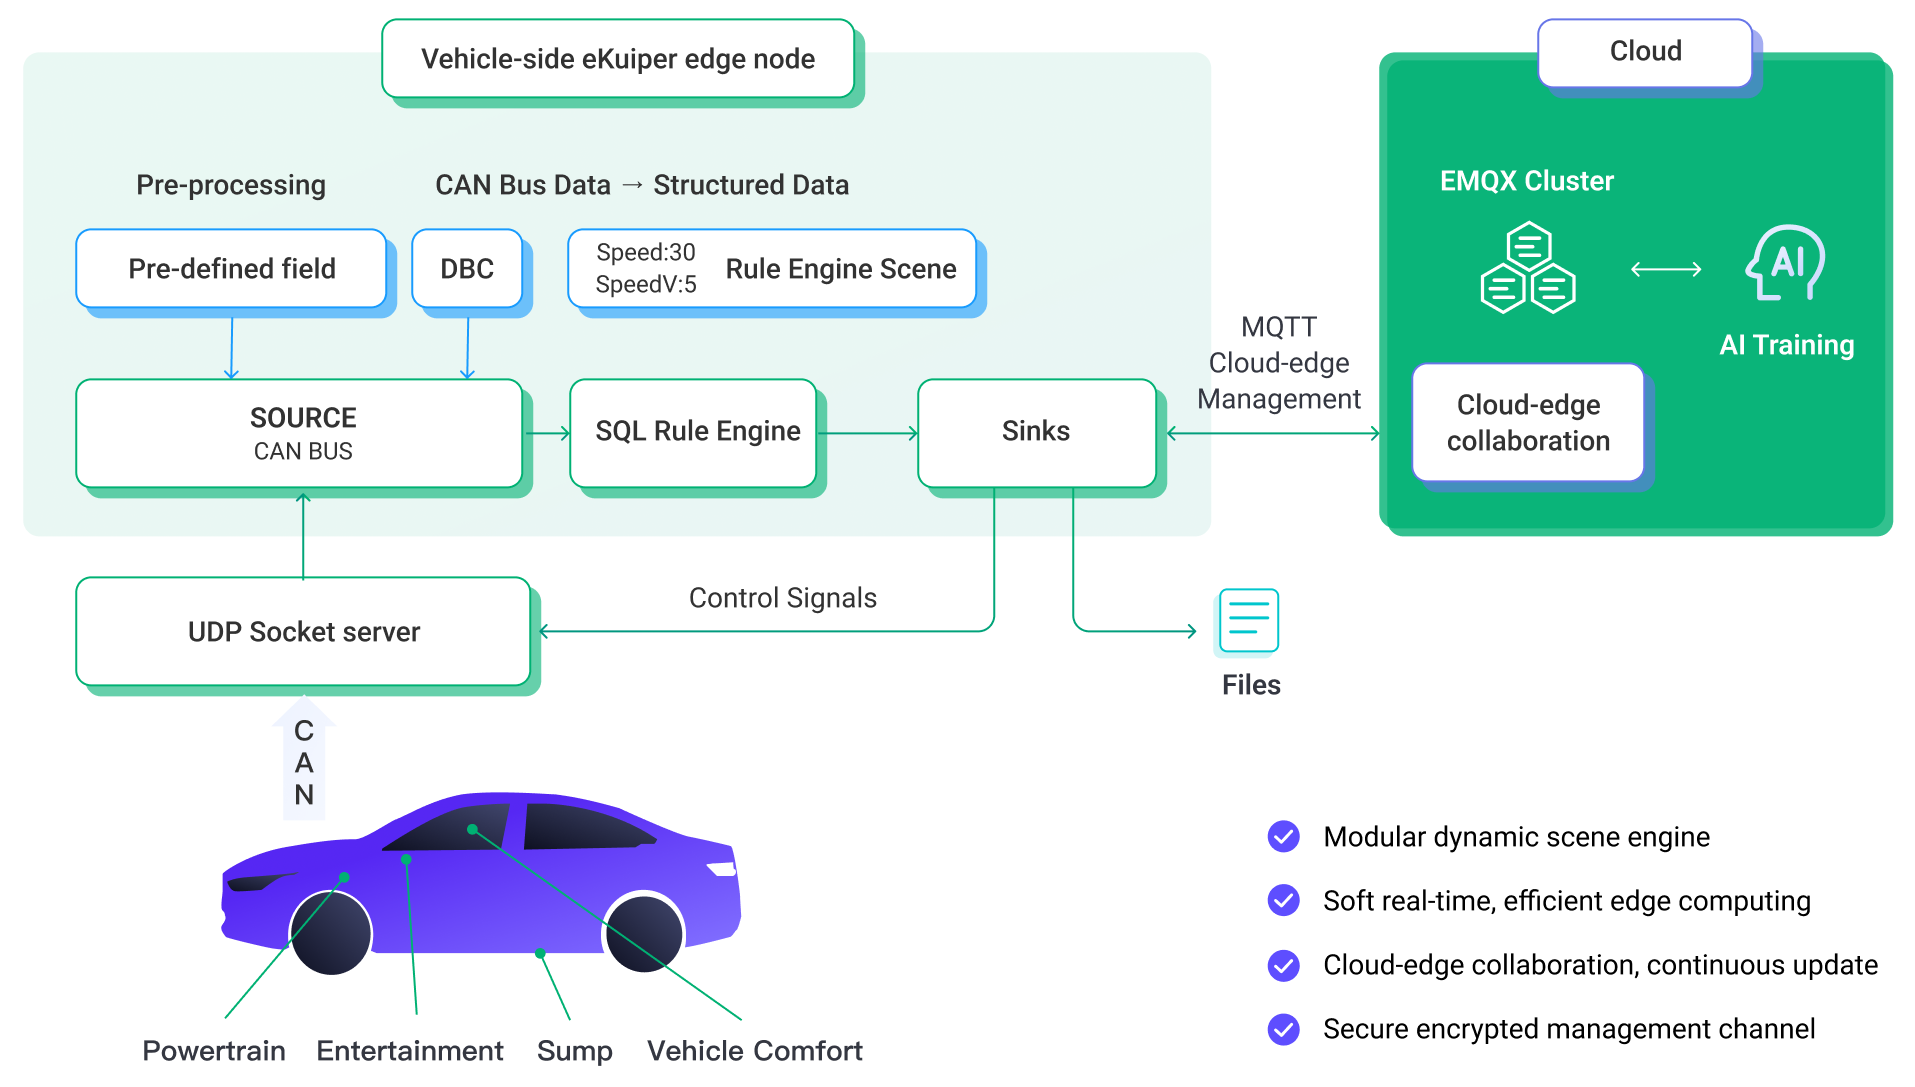 Vehicle-side eKuiper edge node
Cloud
Pre-processing
CAN Bus Data → Structured Data
Pre-defined field
DBC
Speed:30
SpeedV:5
Rule Engine Scene
SOURCE
CAN BUS
SQL Rule Engine
Sinks
MQTT
Cloud-edge
Management
EMQX Cluster
AI
AI Training
Cloud-edge
collaboration
UDP Socket server
Control Signals
Files
C
A
N
Powertrain
Entertainment
Sump
Vehicle Comfort
Modular dynamic scene engine
Soft real-time, efficient edge computing
Cloud-edge collaboration, continuous update
Secure encrypted management channel